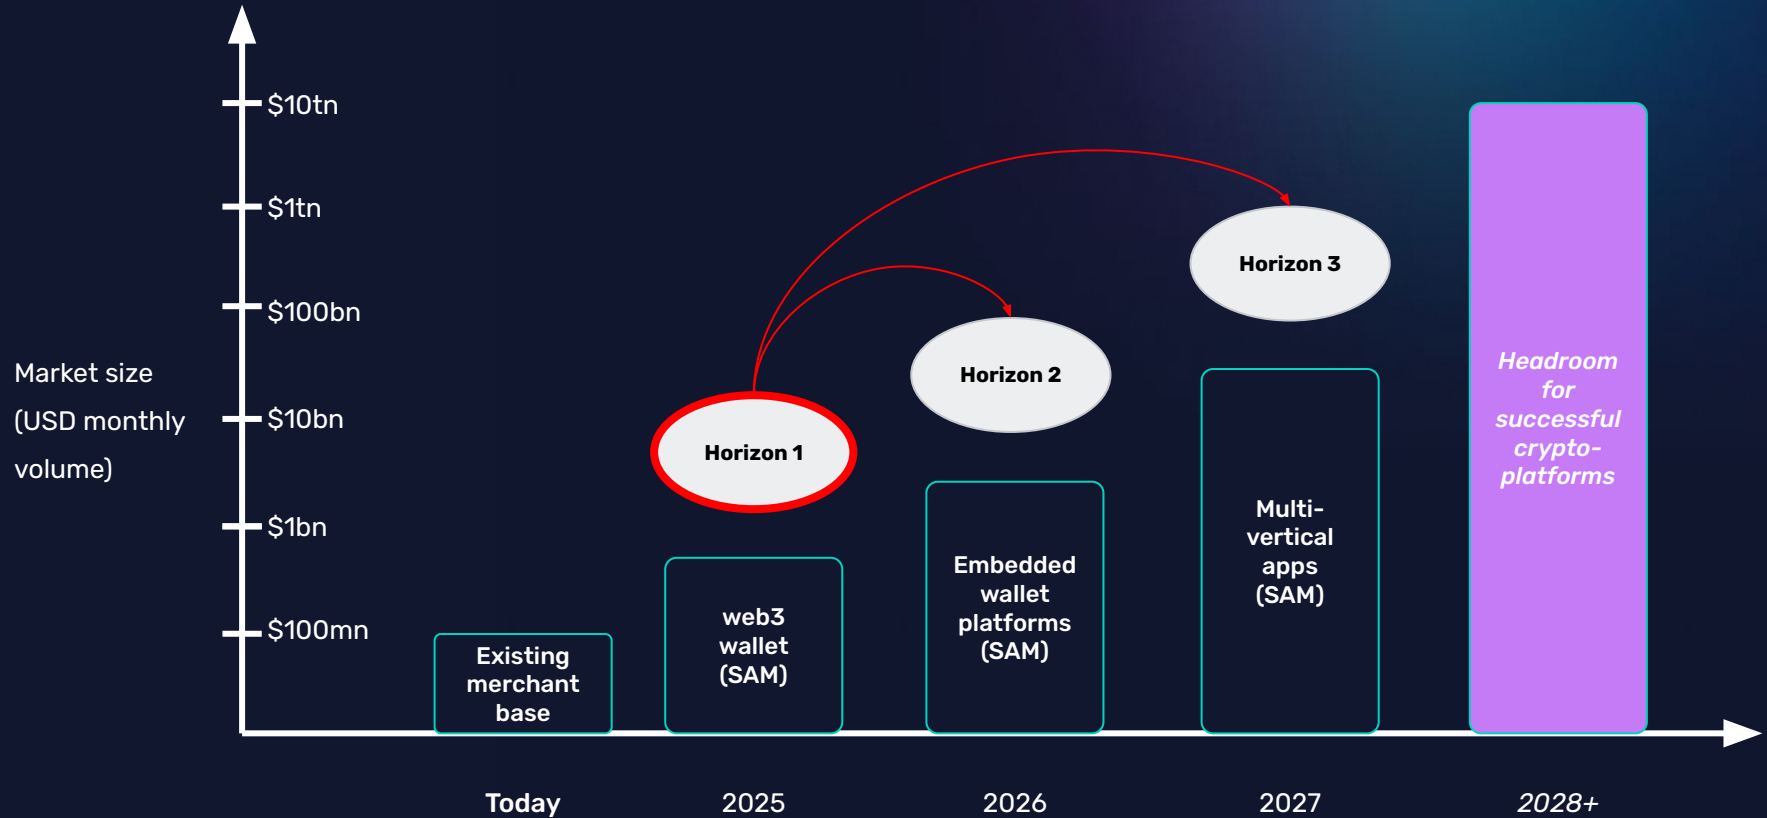 $10tn
$1tn
$100bn
$10bn
$1bn
$100mn
Market size
(USD monthly
volume)
Existing
merchant
base
Horizon 1
web3
wallet
(SAM)
Horizon 2
Embedded
wallet
platforms
(SAM)
Horizon 3
Multi-
vertical
apps
(SAM)
Headroom
for
successful
crypto-
platforms
Today
2025
2026
2027
2028+